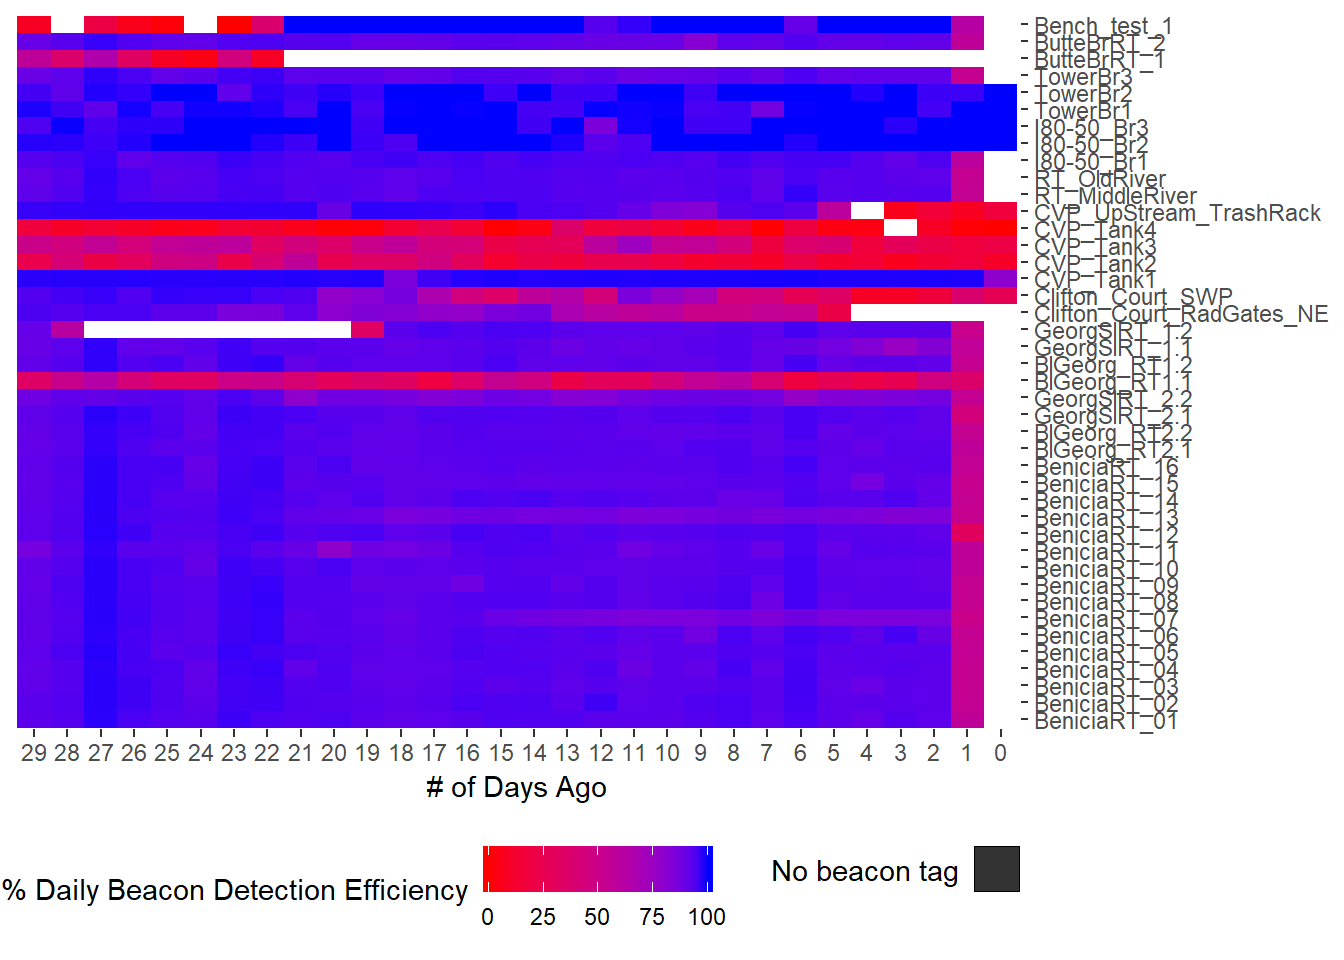 Bench_test_1
ButteBrRT_2
ButteBrRT_1
TowerBr3
TowerBr2
TowerBr1
I80-50_Br3
I80-50_Br2
I80-50_Br1
RT_OldRiver
RT_MiddleRiver
CVP_UpStream_TrashRack
CVP_Tank4
CVP_Tank3
CVP_Tank2
CVP_Tank1
Clifton_Court_SWP
Clifton_Court_RadGates_NE
GeorgSlRT_1.2
GeorgSlRT_1.1
BlGeorg_RT1.2
BlGeorg_RT1.1
GeorgSlRT_2.2
GeorgSlRT_2.1
BlGeorg_RT2.2
BlGeorg_RT2.1
BeniciaRT_16
BeniciaRT_15
BeniciaRT_14
BeniciaRT_13
BeniciaRT_12
BeniciaRT_11
BeniciaRT_10
BeniciaRT_09
BeniciaRT_08
BeniciaRT_07
BeniciaRT_06
BeniciaRT_05
BeniciaRT_04
BeniciaRT_03
BeniciaRT_02
BeniciaRT_01
29 28 27 26 25 24 23 22 21 20 19 18 17 16 15 14 13 12 11 10 9 8 7 6 5 4 3 2 1 0
# of Days Ago
% Daily Beacon Detection Efficiency
0 25 50 75 100
No beacon tag